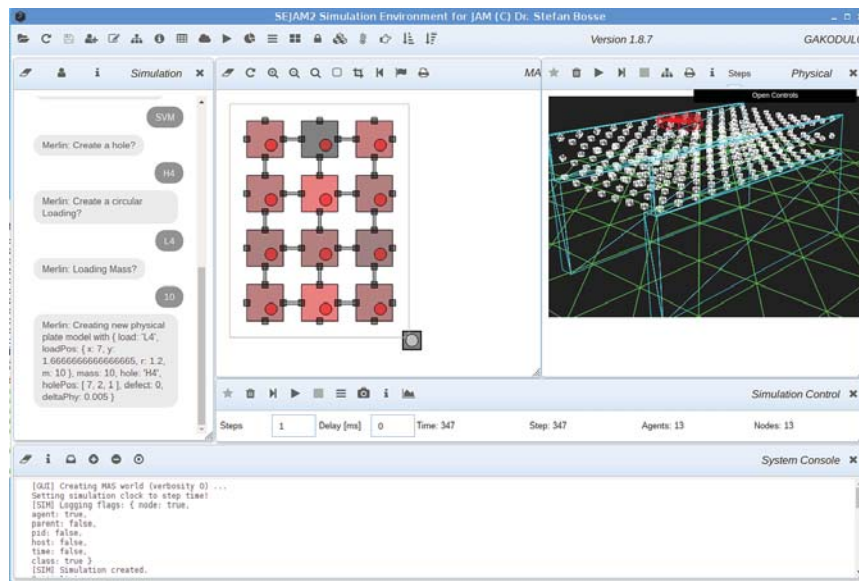 SEJAM2 Simulation Environment for JAM (C) Dr. Stefan Bosse
Version 1.8.7
GAKODULO
Simulation
SVM
Merlin: Create a hole?
H4
Merlin: Create a circular
Loading?
L4
Merlin: Loading Mass?
10
Merlin: Creating new physical
plate model with { load: 'L4',
loadPos: { x: 7, y:
1.6666666666666665, r: 1.2,
m: 10 }, mass: 10, hole: 'H4',
holePos: [ 7, 2, 1 ], defect: 0,
deltaPhy: 0.005 }
MA
Steps
Physical
Open Controls
Simulation Control
Steps
1
Delay [ms]
0
Time: 347
Step: 347
Agents: 13
Nodes: 13
System Console
[GUI] Creating MAS world (verbosity 0) ...
Setting simulation clock to step time!
[SIM] Logging flags: { node: true,
agent: true,
parent: false,
pid: false,
host: false,
time: false,
class: true }
[SIM] Simulation created.